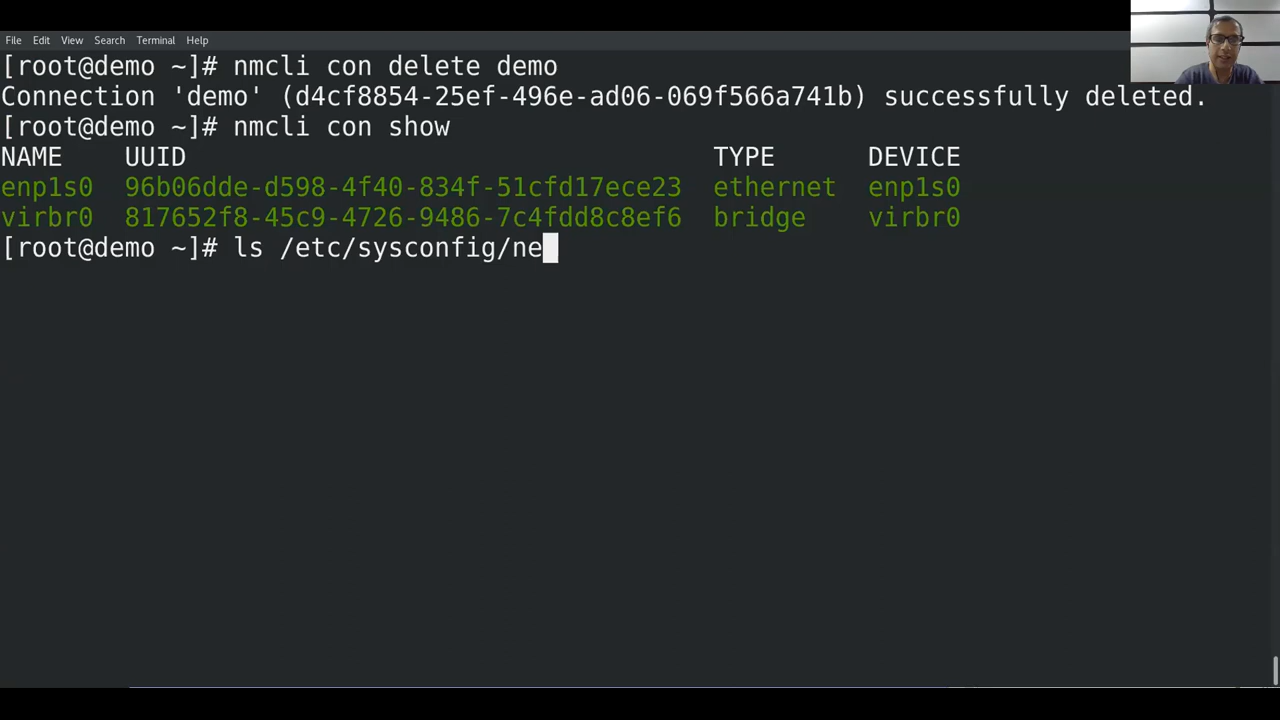 File Edit View Search Terminal Help
[root@demo ~]# nmcli con delete demo
Connection 'demo' (d4cf8854-25ef-496e-ad06-069f566a741b) successfully deleted.
[root@demo ~]# nmcli con show
NAME UUID TYPE DEVICE
enp1s0 96b06dde-d598-4f40-834f-51cfd17ece23 ethernet enp1s0
virbr0 817652f8-45c9-4726-9486-7c4fdd8c8ef6 bridge virbr0
[root@demo ~]# ls /etc/sysconfig/ne